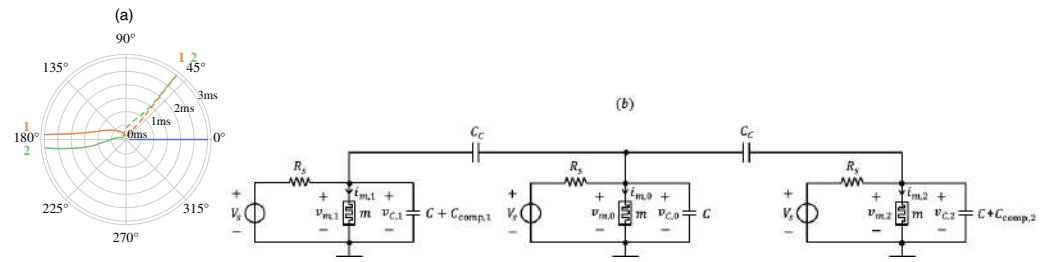 (a)
90°
1 2
135°
45°
3ms
2ms
1ms
0ms
1
180°
0°
2
225°
315°
270°
(b)
C_C
C_C
R_s
R_s
R_s
+ V_s −
+ v_{m,1} −
i_{m,1}
m
+ v_{C,1} −
C + C_{comp,1}
+ V_s −
+ v_{m,0} −
i_{m,0}
m
+ v_{C,0} −
C
+ V_s −
+ v_{m,2} −
i_{m,2}
m
+ v_{C,2} −
C+C_{comp,2}